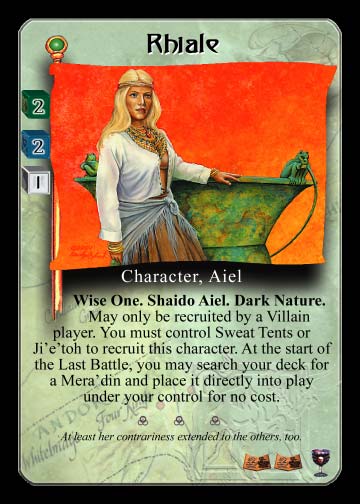 Rhiale
2
2
1
Character, Aiel
Wise One. Shaido Aiel. Dark Nature.
May only be recruited by a Villain
player. You must control Sweat Tents or
Ji'e'toh to recruit this character. At the start of
the Last Battle, you may search your deck for
a Mera'din and place it directly into play
under your control for no cost.
At least her contrariness extended to the others, too.